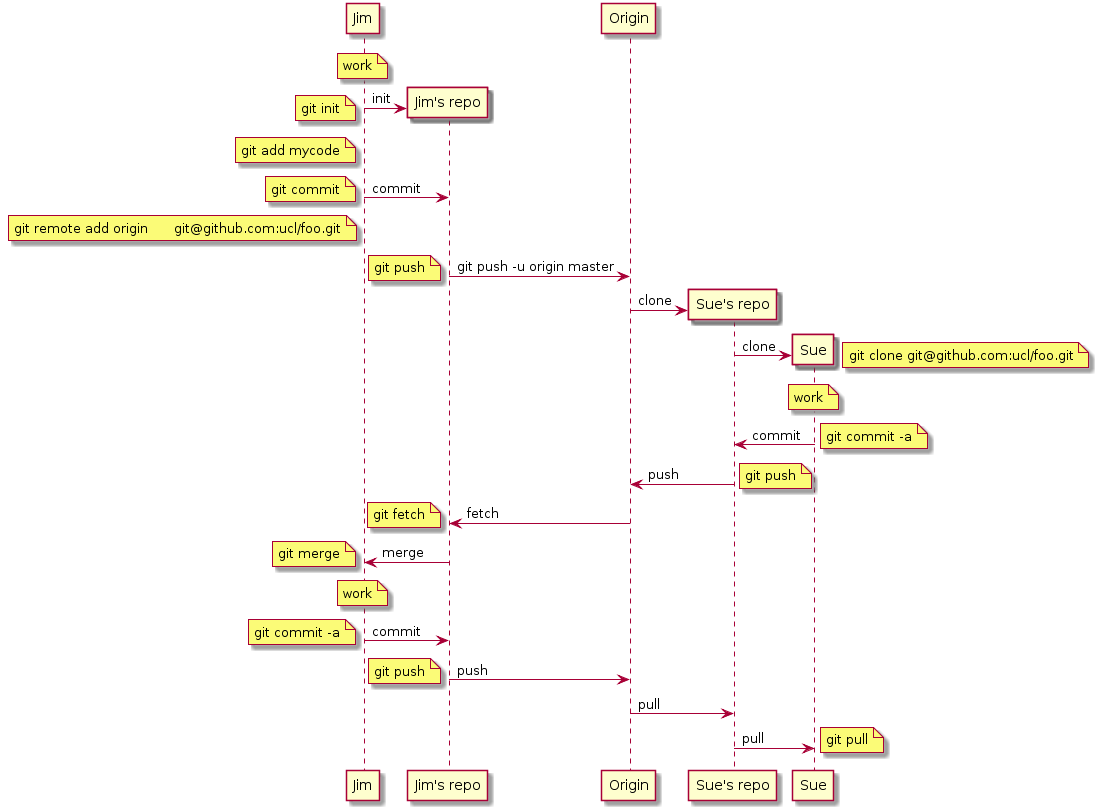 Jim
Origin
work
git init
init
Jim's repo
git add mycode
git commit
commit
git remote add origin       git@github.com:ucl/foo.git
git push
git push -u origin master
clone
Sue's repo
clone
Sue
git clone git@github.com:ucl/foo.git
work
commit
git commit -a
push
git push
git fetch
fetch
git merge
merge
work
git commit -a
commit
git push
push
pull
pull
git pull
Jim
Jim's repo
Origin
Sue's repo
Sue